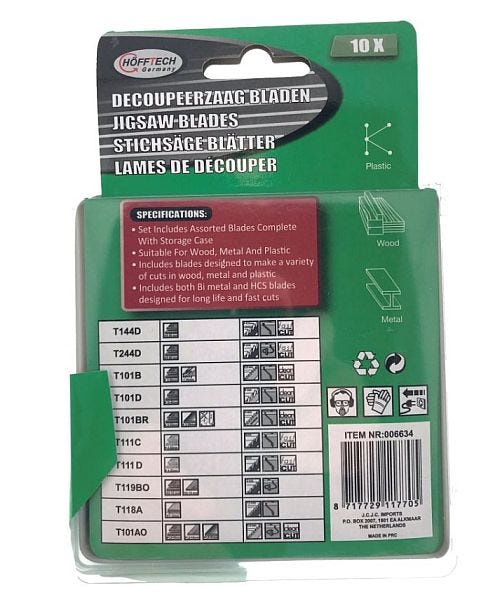 HÖFFTECH
Germany
10 X
DECOUPEERZAAG BLADEN
JIGSAW BLADES
STICHSÄGE BLÄTTER
LAMES DE DÉCOUPER
Plastic
Wood
Metal
SPECIFICATIONS:
• Set Includes Assorted Blades Complete
With Storage Case
• Suitable For Wood, Metal And Plastic
• Includes blades designed to make a variety
of cuts in wood, metal and plastic
• Includes both Bi metal and HCS blades
designed for long life and fast cuts
T144D
T244D
T101B
T101D
T101BR
T111C
T111D
T119BO
T118A
T101AO
ITEM NR:006634
8 717729 117705
J.C.J.C. IMPORTS
P.O. BOX 2007, 1801 EA ALKMAAR
THE NETHERLANDS
MADE IN PRC